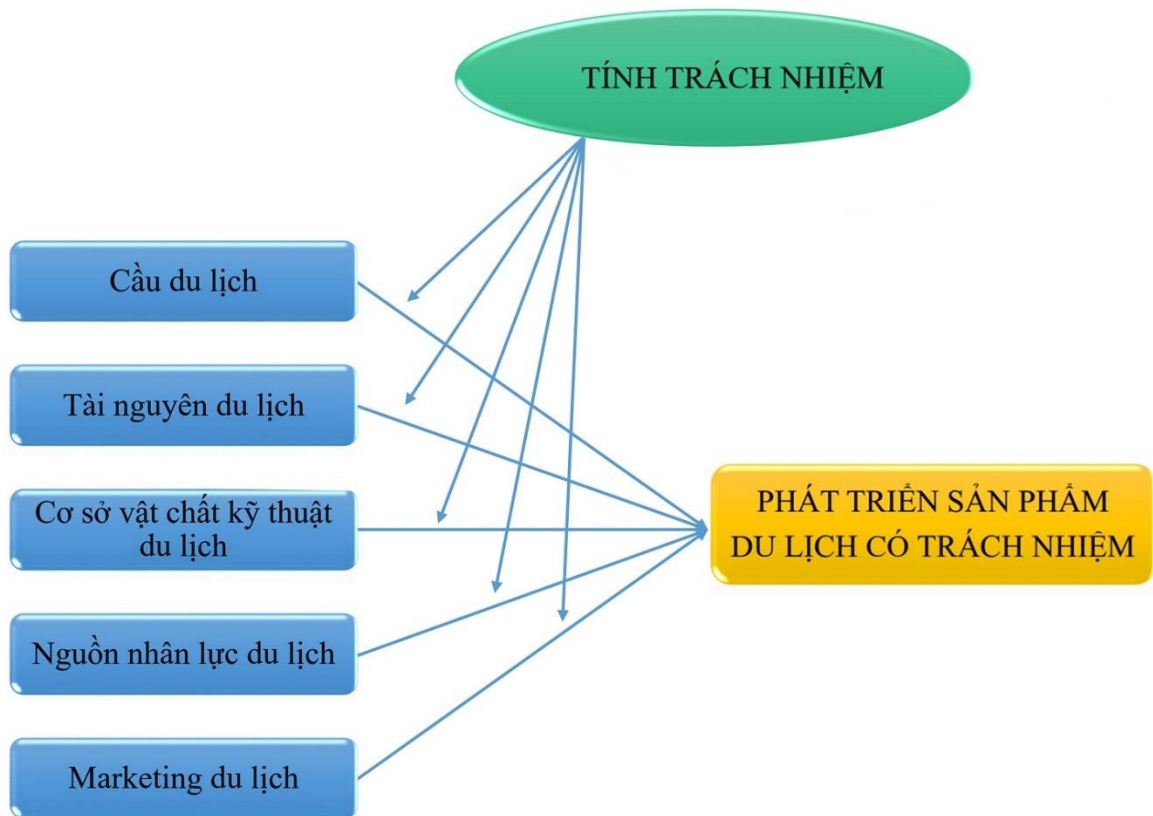 TÍNH TRÁCH NHIỆM
Cầu du lịch
Tài nguyên du lịch
Cơ sở vật chất kỹ thuật
du lịch
PHÁT TRIỂN SẢN PHẨM
DU LỊCH CÓ TRÁCH NHIỆM
Nguồn nhân lực du lịch
Marketing du lịch